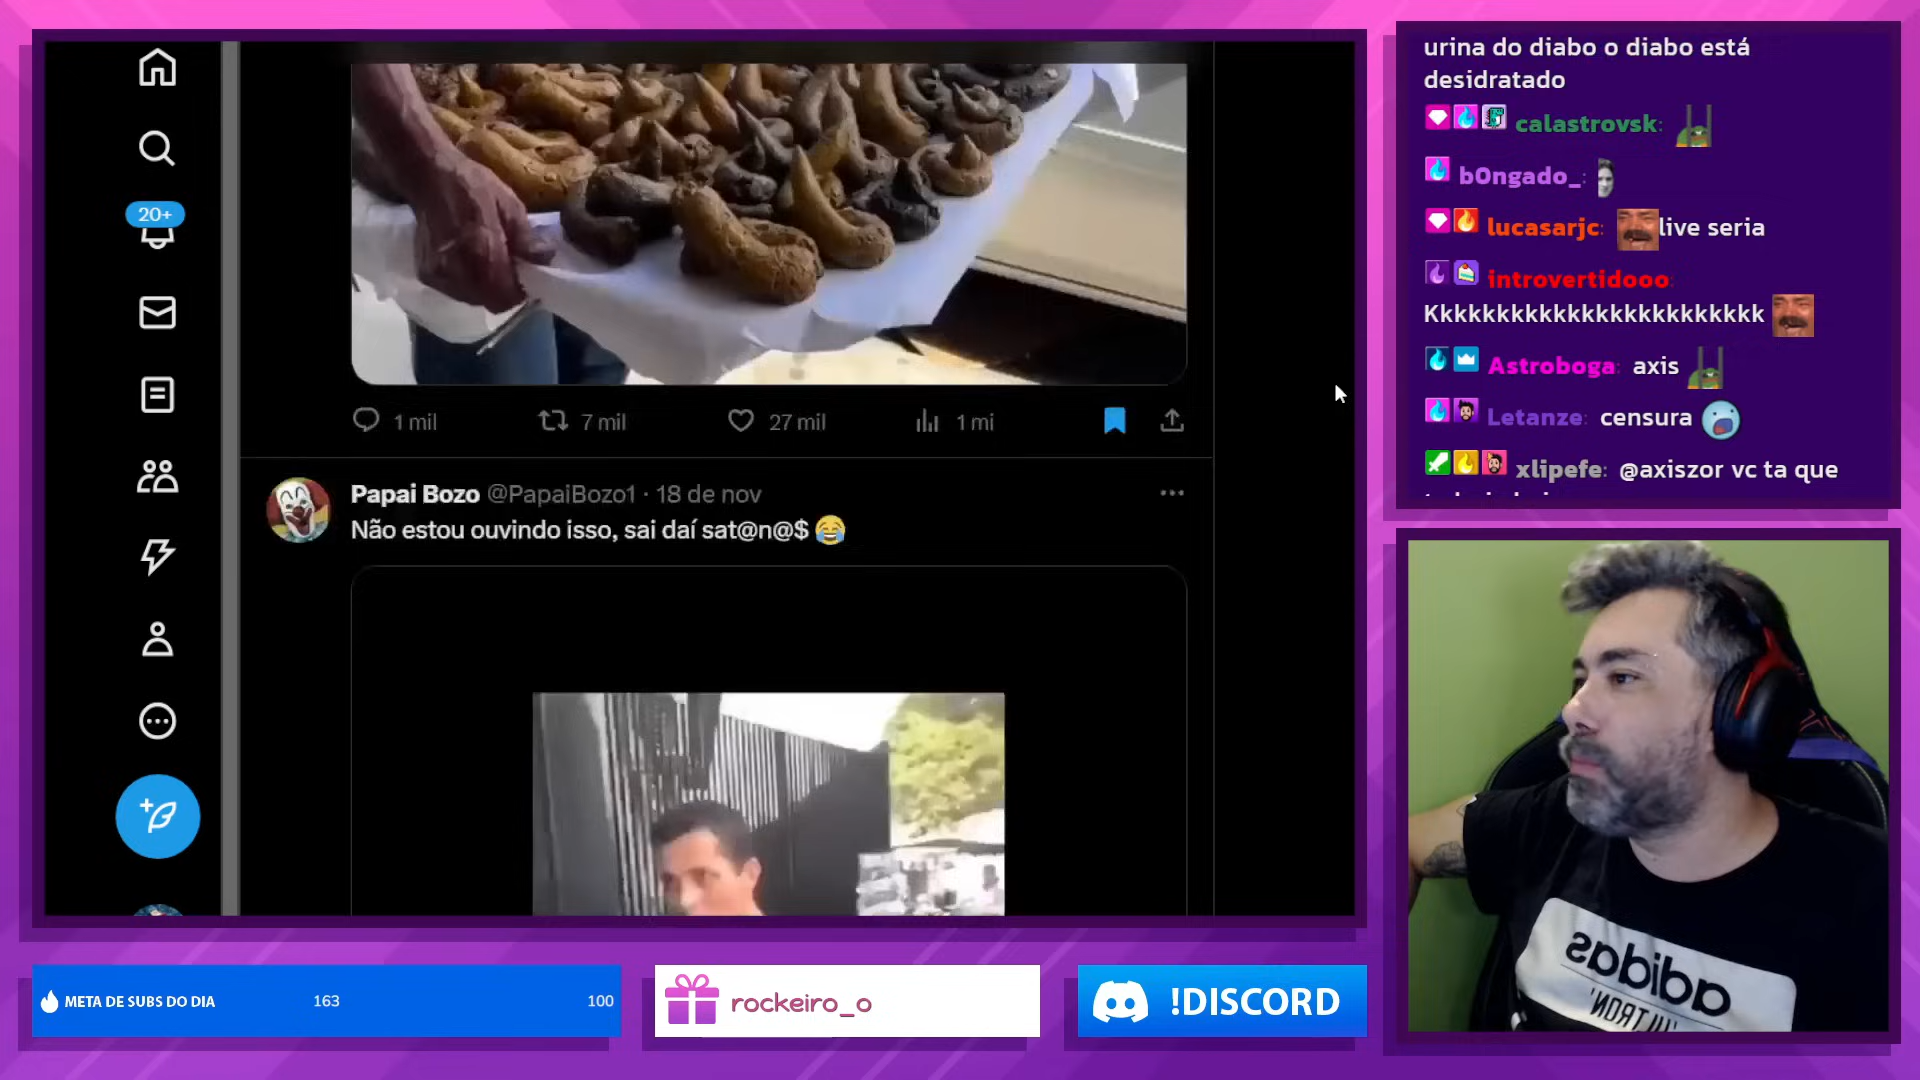 20+
1 mil
7 mil
27 mil
1 mi
Papai Bozo @PapaiBozo1 · 18 de nov
Não estou ouvindo isso, sai daí sat@n@$ 😂
urina do diabo o diabo está
desidratado
calastrovsk:
b0ngado_:
lucasarjc: live seria
introvertidooo:
Kkkkkkkkkkkkkkkkkkkkkkkk
Astroboga: axis
Letanze: censura
xlipefe: @axiszor vc ta que
adidas
META DE SUBS DO DIA 163 100
rockeiro_o
!DISCORD